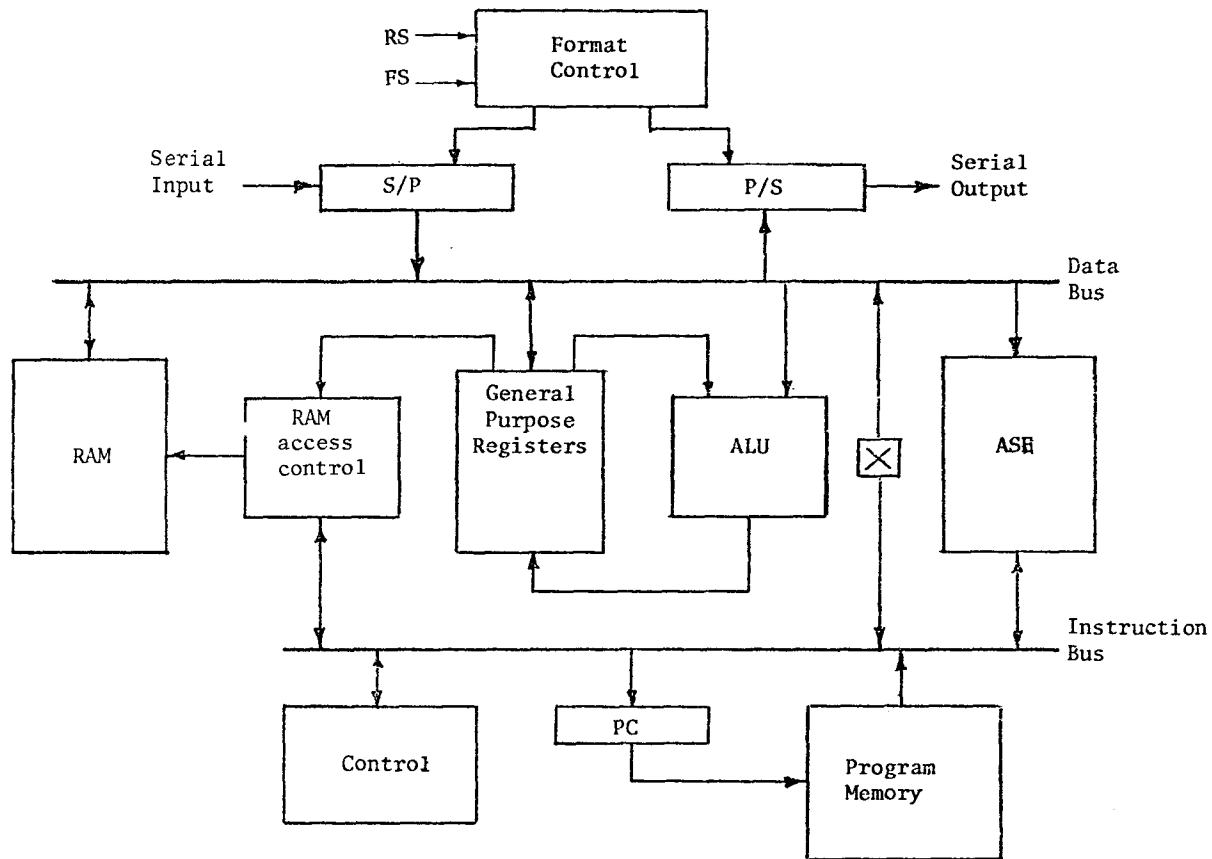 RS
Format
Control
FS
Serial
Input
S/P
P/S
Serial
Output
Data
Bus
RAM
RAM
access
control
General
Purpose
Registers
ALU
ASE
Instruction
Bus
Control
PC
Program
Memory